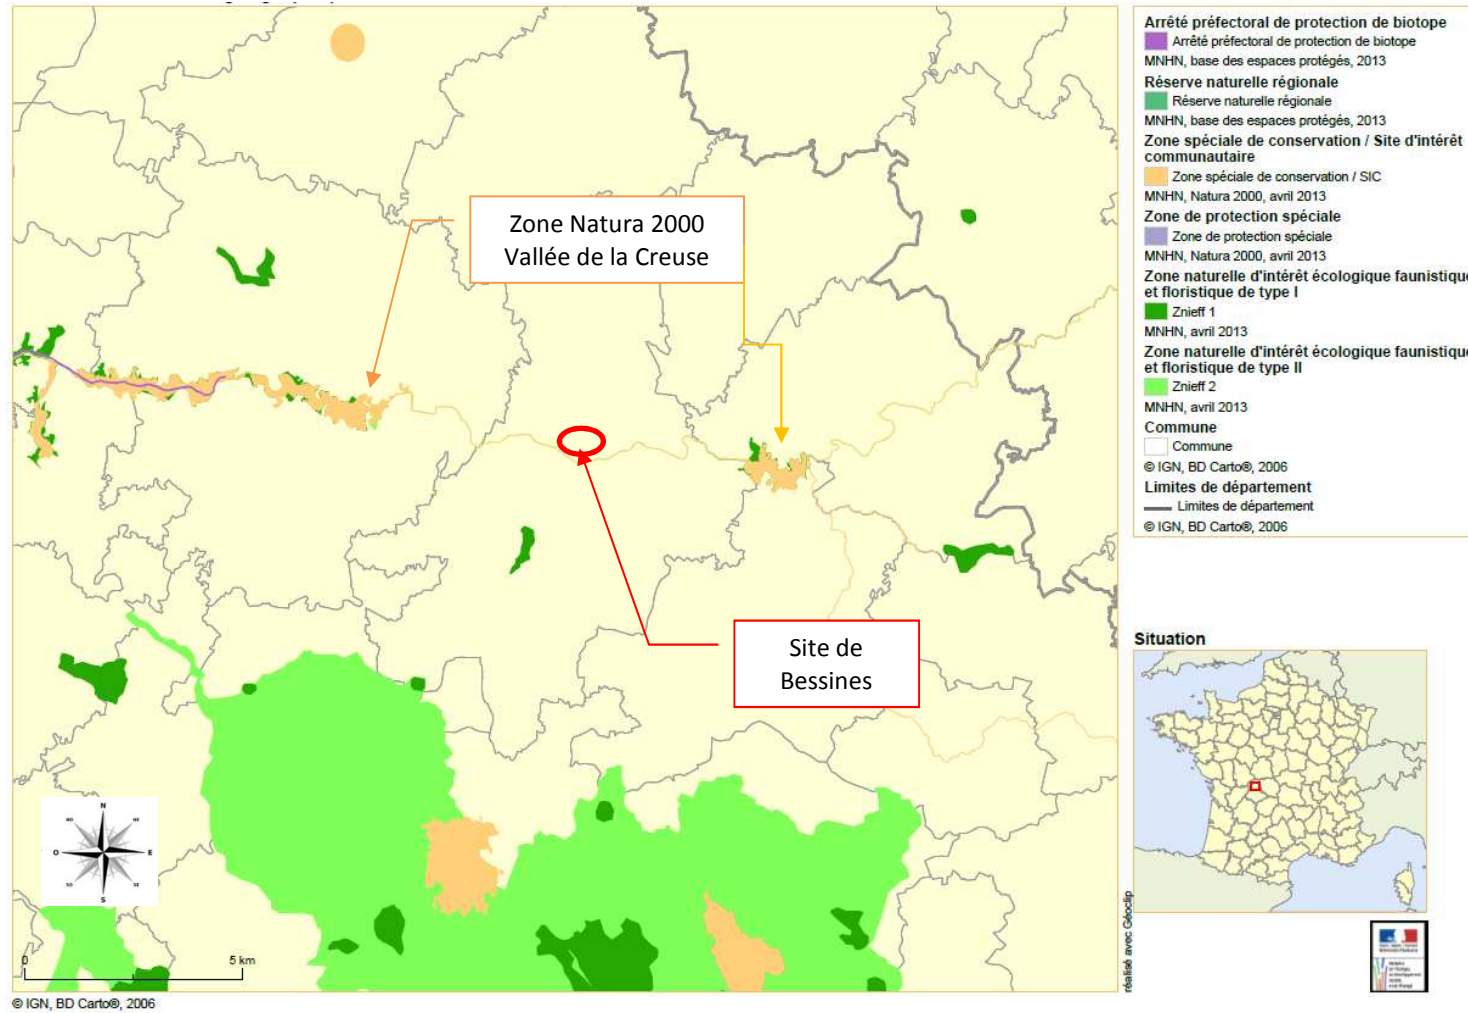 Zone Natura 2000
Vallée de la Creuse
Site de
Bessines
N
NE
E
SE
S
SO
O
NO
0
5 km
© IGN, BD Carto®, 2006
réalisé avec Géoclip
Arrêté préfectoral de protection de biotope
Arrêté préfectoral de protection de biotope
MNHN, base des espaces protégés, 2013
Réserve naturelle régionale
Réserve naturelle régionale
MNHN, base des espaces protégés, 2013
Zone spéciale de conservation / Site d'intérêt
communautaire
Zone spéciale de conservation / SIC
MNHN, Natura 2000, avril 2013
Zone de protection spéciale
Zone de protection spéciale
MNHN, Natura 2000, avril 2013
Zone naturelle d'intérêt écologique faunistique
et floristique de type I
Znieff 1
MNHN, avril 2013
Zone naturelle d'intérêt écologique faunistique
et floristique de type II
Znieff 2
MNHN, avril 2013
Commune
Commune
© IGN, BD Carto®, 2006
Limites de département
Limites de département
© IGN, BD Carto®, 2006
Situation